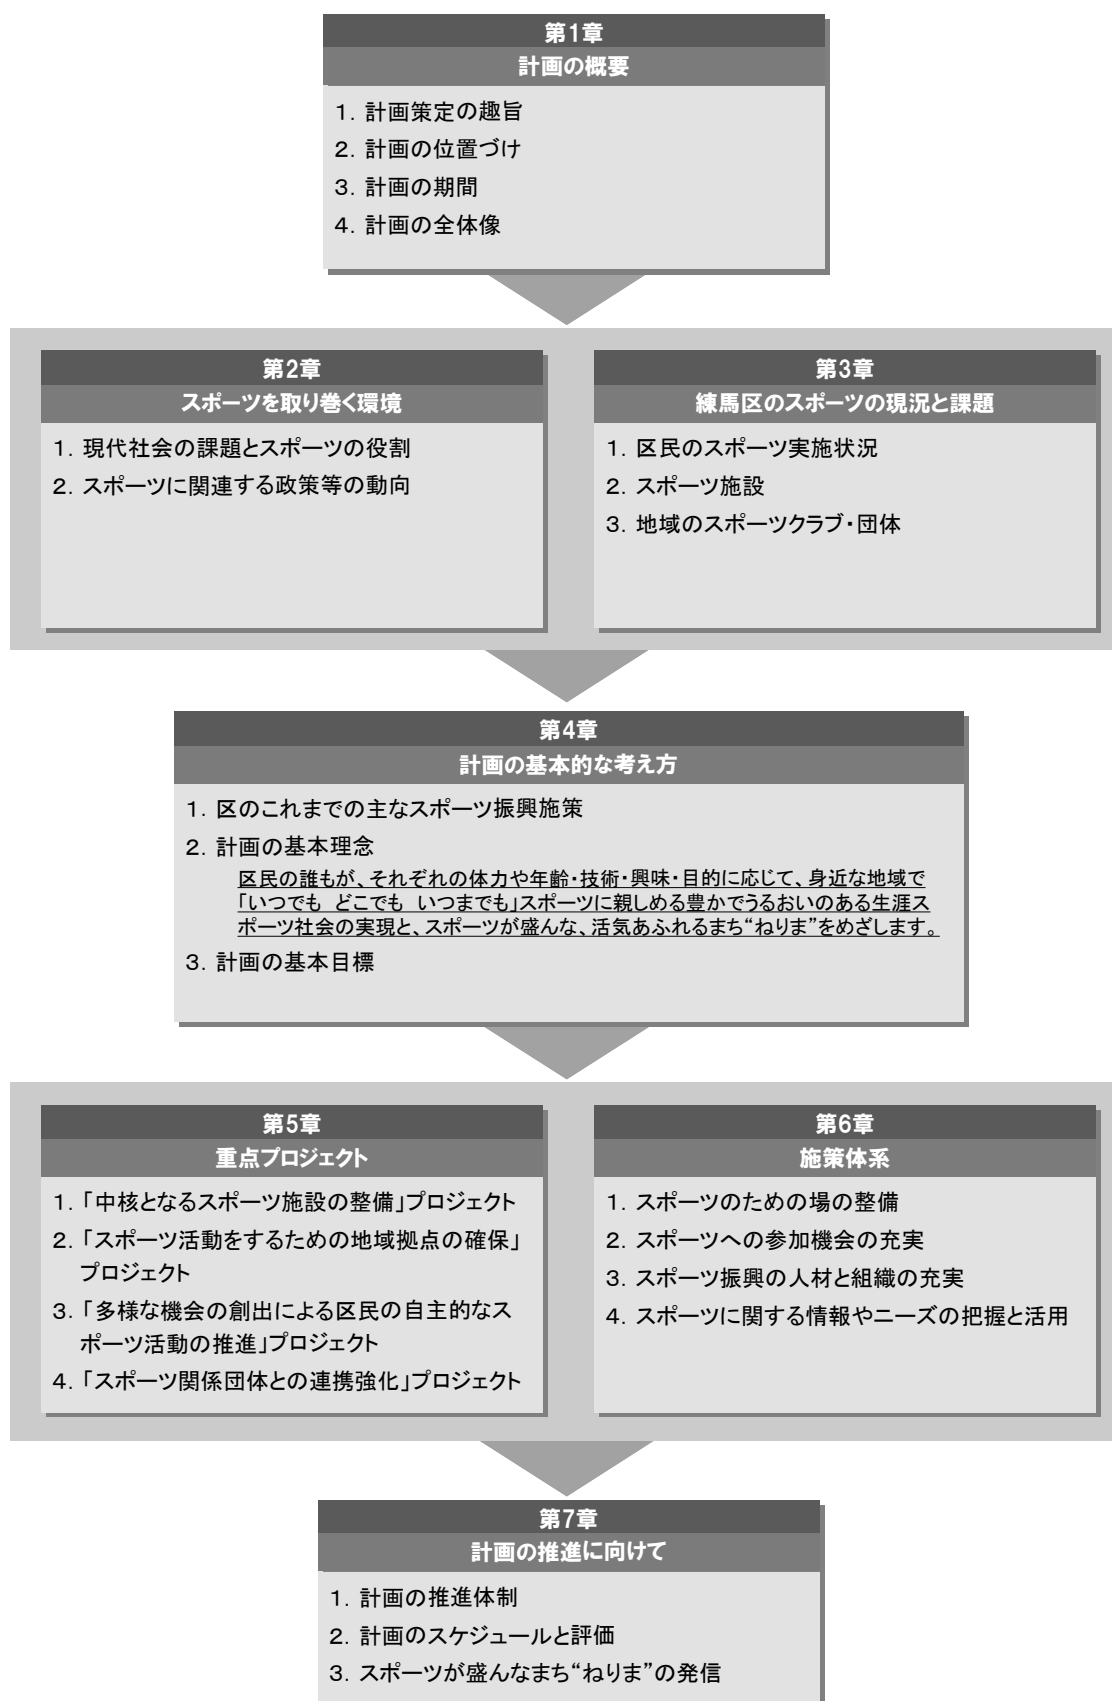 第1章
計画の概要
1．計画策定の趣旨
2．計画の位置づけ
3．計画の期間
4．計画の全体像
第2章
スポーツを取り巻く環境
1．現代社会の課題とスポーツの役割
2．スポーツに関連する政策等の動向
第3章
練馬区のスポーツの現況と課題
1．区民のスポーツ実施状況
2．スポーツ施設
3．地域のスポーツクラブ・団体
第4章
計画の基本的な考え方
1．区のこれまでの主なスポーツ振興施策
2．計画の基本理念
区民の誰もが、それぞれの体力や年齢・技術・興味・目的に応じて、身近な地域で
「いつでも　どこでも　いつまでも」スポーツに親しめる豊かでうるおいのある生涯ス
ポーツ社会の実現と、スポーツが盛んな、活気あふれるまち“ねりま”をめざします。
3．計画の基本目標
第5章
重点プロジェクト
1．「中核となるスポーツ施設の整備」プロジェクト
2．「スポーツ活動をするための地域拠点の確保」
プロジェクト
3．「多様な機会の創出による区民の自主的なス
ポーツ活動の推進」プロジェクト
4．「スポーツ関係団体との連携強化」プロジェクト
第6章
施策体系
1．スポーツのための場の整備
2．スポーツへの参加機会の充実
3．スポーツ振興の人材と組織の充実
4．スポーツに関する情報やニーズの把握と活用
第7章
計画の推進に向けて
1．計画の推進体制
2．計画のスケジュールと評価
3．スポーツが盛んなまち“ねりま”の発信